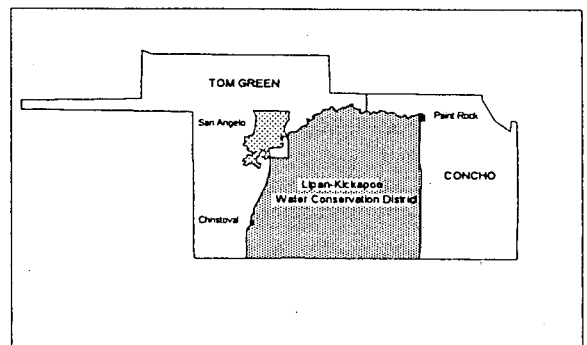 TOM GREEN
San Angelo
Paint Rock
Lipan-Kickapoo
Water Conservation District
CONCHO
Christoval